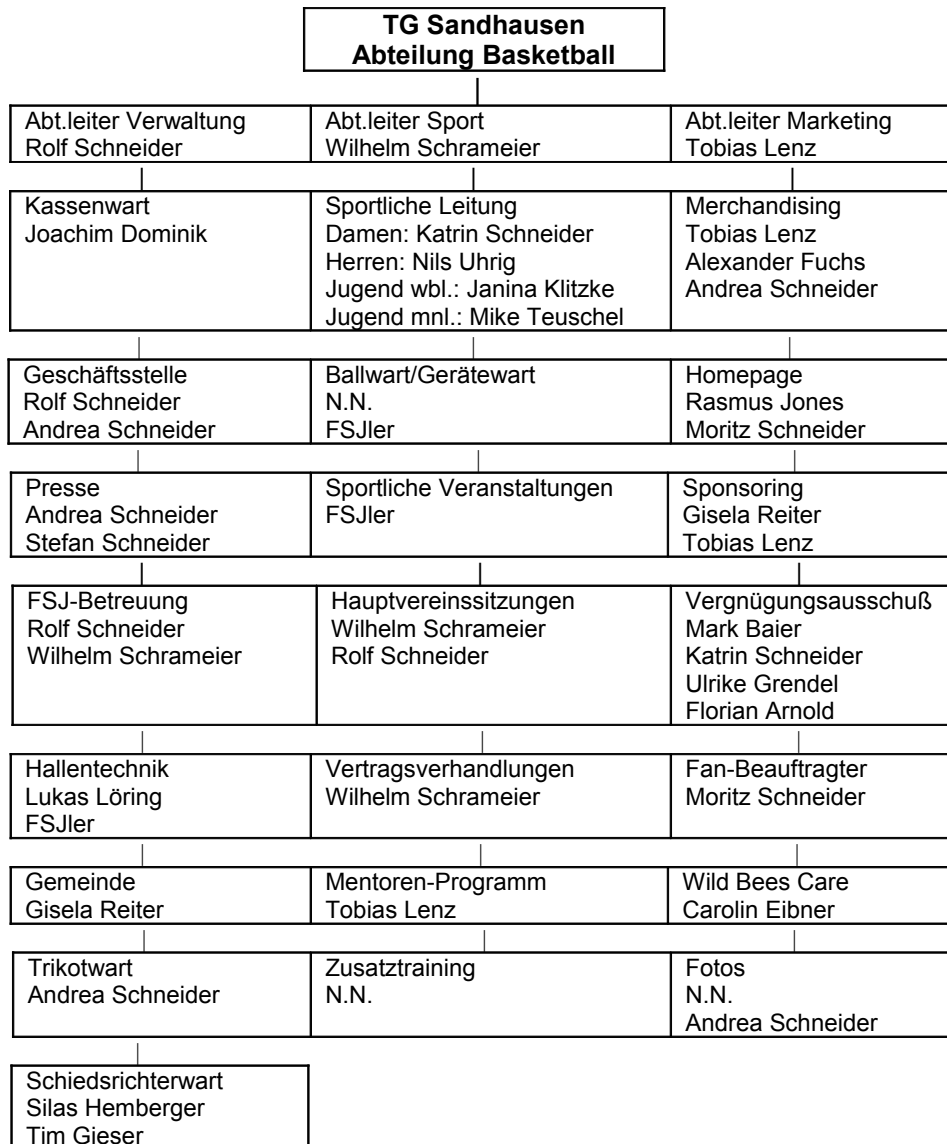 TG Sandhausen
Abteilung Basketball
Abt.leiter Verwaltung
Rolf Schneider
Abt.leiter Sport
Wilhelm Schrameier
Abt.leiter Marketing
Tobias Lenz
Kassenwart
Joachim Dominik
Sportliche Leitung
Damen: Katrin Schneider
Herren: Nils Uhrig
Jugend wbl.: Janina Klitzke
Jugend mnl.: Mike Teuschel
Merchandising
Tobias Lenz
Alexander Fuchs
Andrea Schneider
Geschäftsstelle
Rolf Schneider
Andrea Schneider
Ballwart/Gerätewart
N.N.
FSJler
Homepage
Rasmus Jones
Moritz Schneider
Presse
Andrea Schneider
Stefan Schneider
Sportliche Veranstaltungen
FSJler
Sponsoring
Gisela Reiter
Tobias Lenz
FSJ-Betreuung
Rolf Schneider
Wilhelm Schrameier
Hauptvereinssitzungen
Wilhelm Schrameier
Rolf Schneider
Vergnügungsausschuß
Mark Baier
Katrin Schneider
Ulrike Grendel
Florian Arnold
Hallentechnik
Lukas Löring
FSJler
Vertragsverhandlungen
Wilhelm Schrameier
Fan-Beauftragter
Moritz Schneider
Gemeinde
Gisela Reiter
Mentoren-Programm
Tobias Lenz
Wild Bees Care
Carolin Eibner
Trikotwart
Andrea Schneider
Zusatztraining
N.N.
Fotos
N.N.
Andrea Schneider
Schiedsrichterwart
Silas Hemberger
Tim Gieser